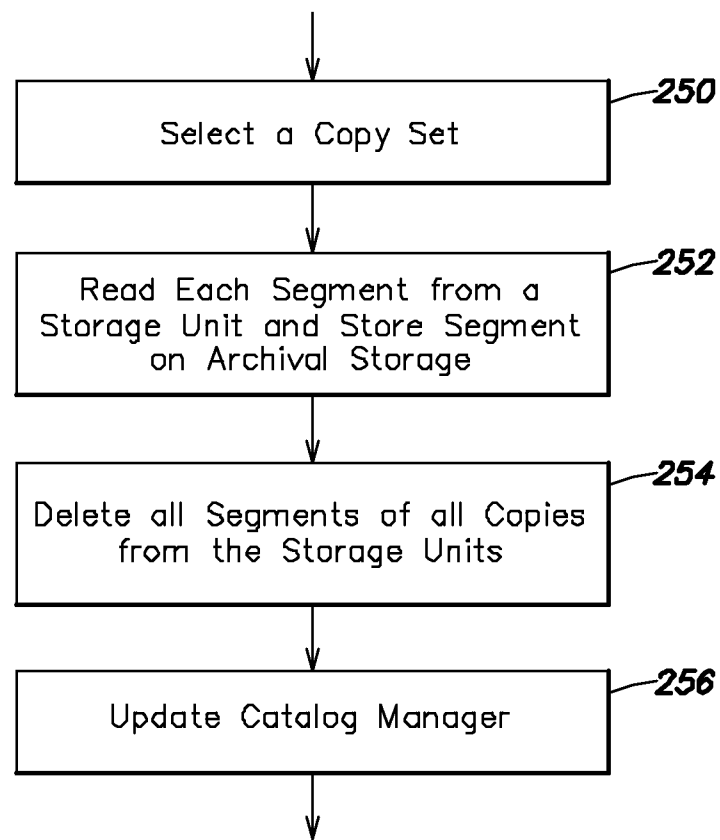 250
Select a Copy Set
252
Read Each Segment from a
Storage Unit and Store Segment
on Archival Storage
254
Delete all Segments of all Copies
from the Storage Units
256
Update Catalog Manager